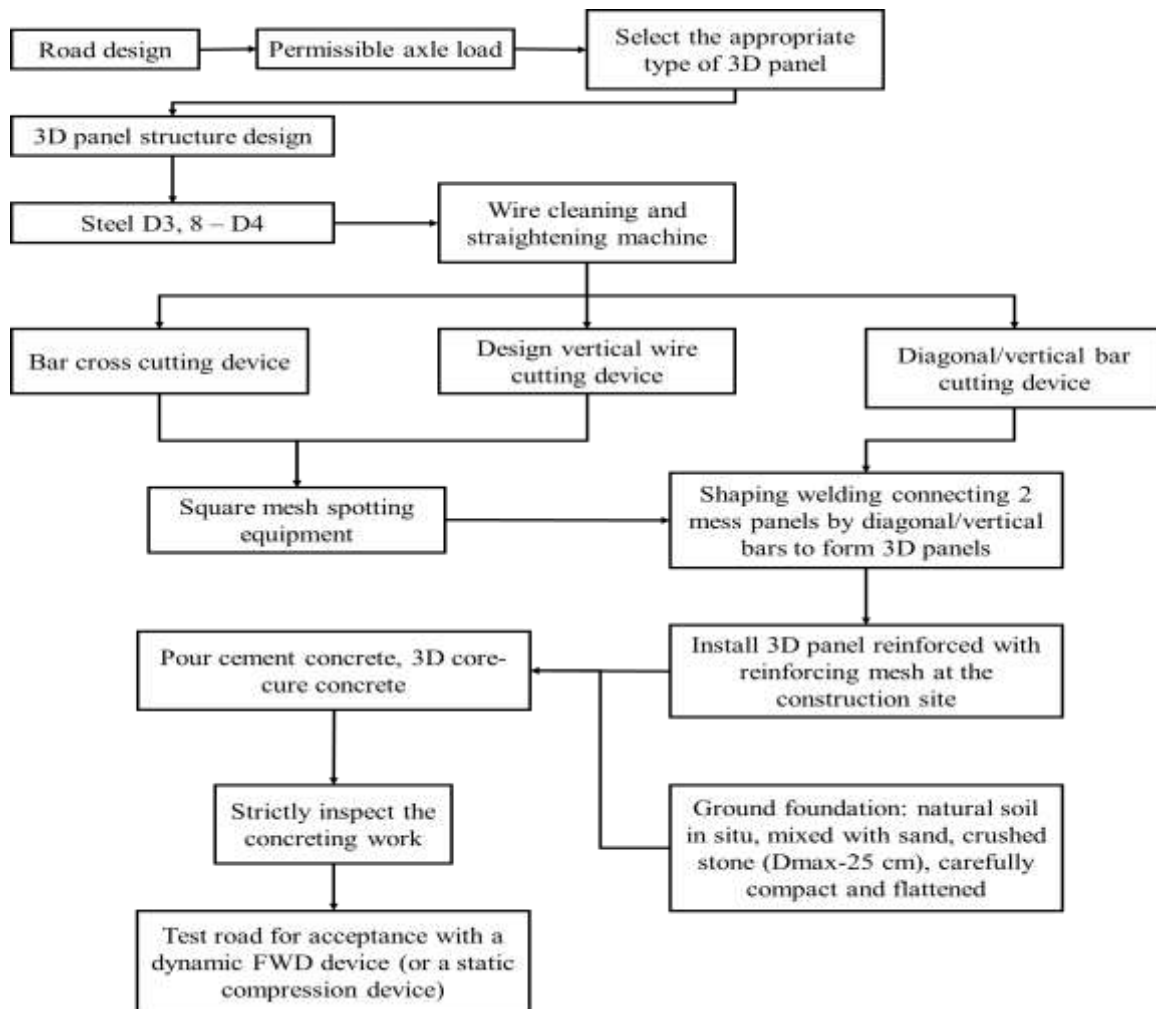 Road design
Permissible axle load
Select the appropriate
type of 3D panel
3D panel structure design
Steel D3, 8 – D4
Wire cleaning and
straightening machine
Bar cross cutting device
Design vertical wire
cutting device
Diagonal/vertical bar
cutting device
Square mesh spotting
equipment
Shaping welding connecting 2
mess panels by diagonal/vertical
bars to form 3D panels
Pour cement concrete, 3D core-
cure concrete
Install 3D panel reinforced with
reinforcing mesh at the
construction site
Strictly inspect the
concreting work
Ground foundation: natural soil
in situ, mixed with sand, crushed
stone (Dmax-25 cm), carefully
compact and flattened
Test road for acceptance with a
dynamic FWD device (or a static
compression device)